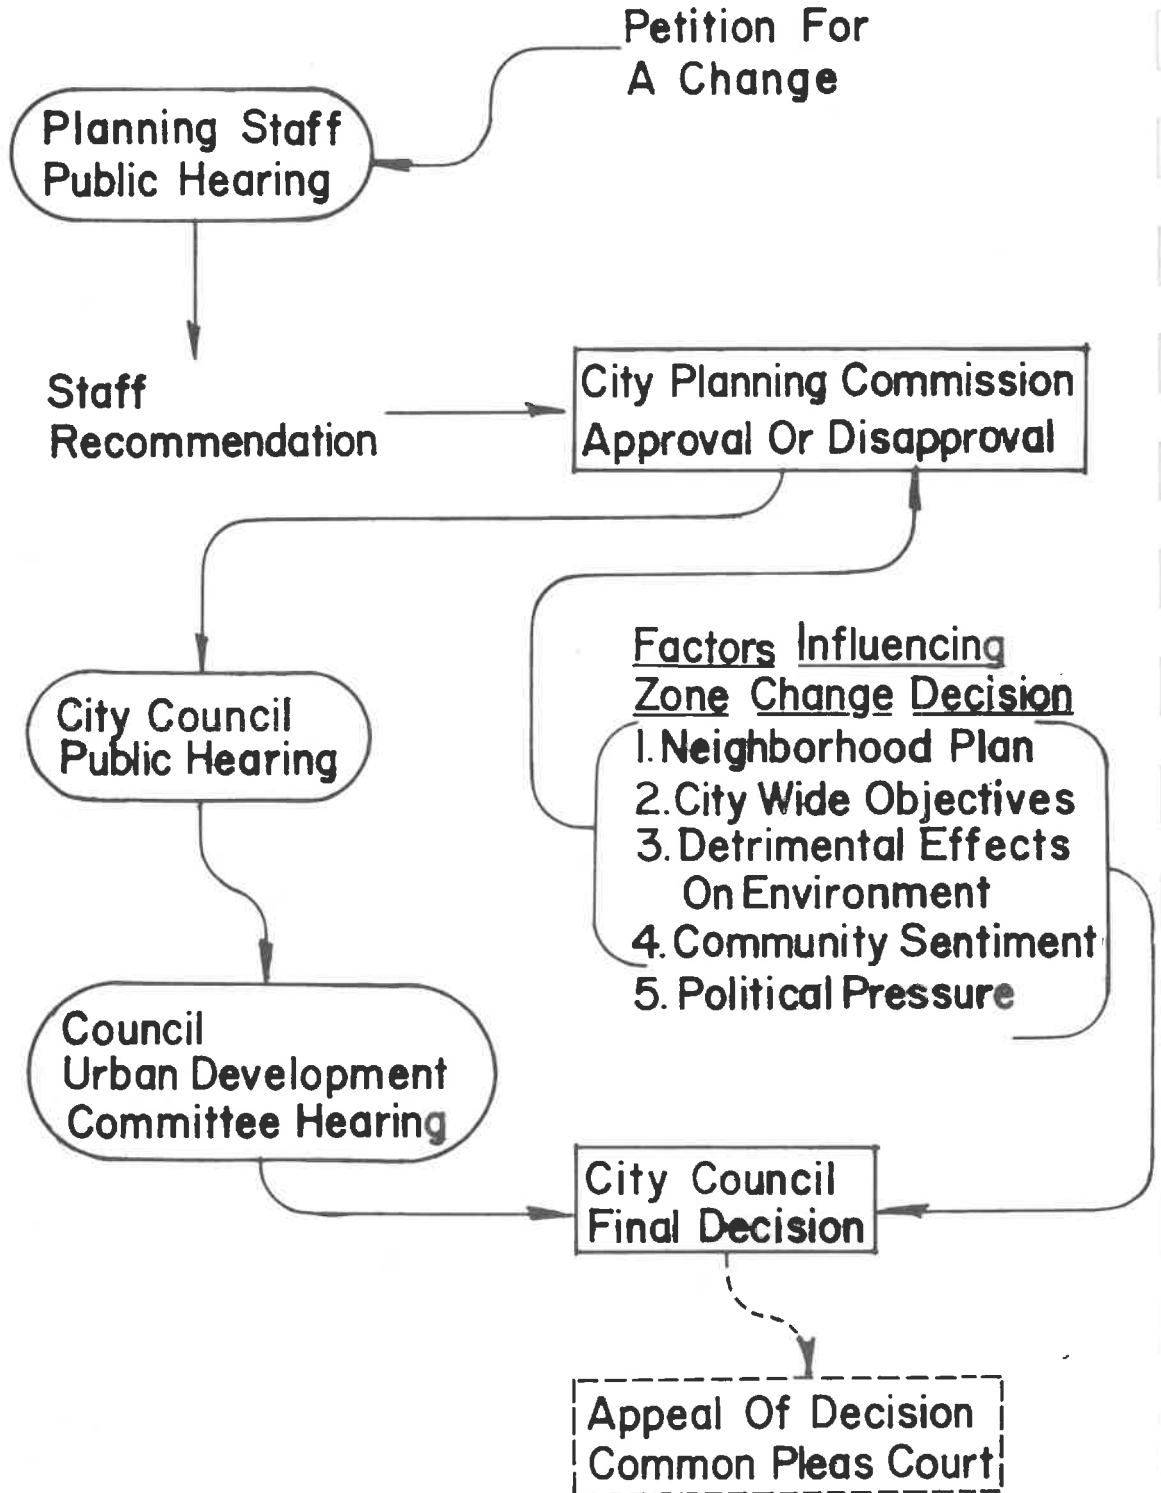 Petition For
A Change
Planning Staff
Public Hearing
Staff
Recommendation
City Planning Commission
Approval Or Disapproval
Factors Influencing
Zone Change Decision
1. Neighborhood Plan
2. City Wide Objectives
3. Detrimental Effects
On Environment
4. Community Sentiment
5. Political Pressure
City Council
Public Hearing
Council
Urban Development
Committee Hearing
City Council
Final Decision
Appeal Of Decision
Common Pleas Court